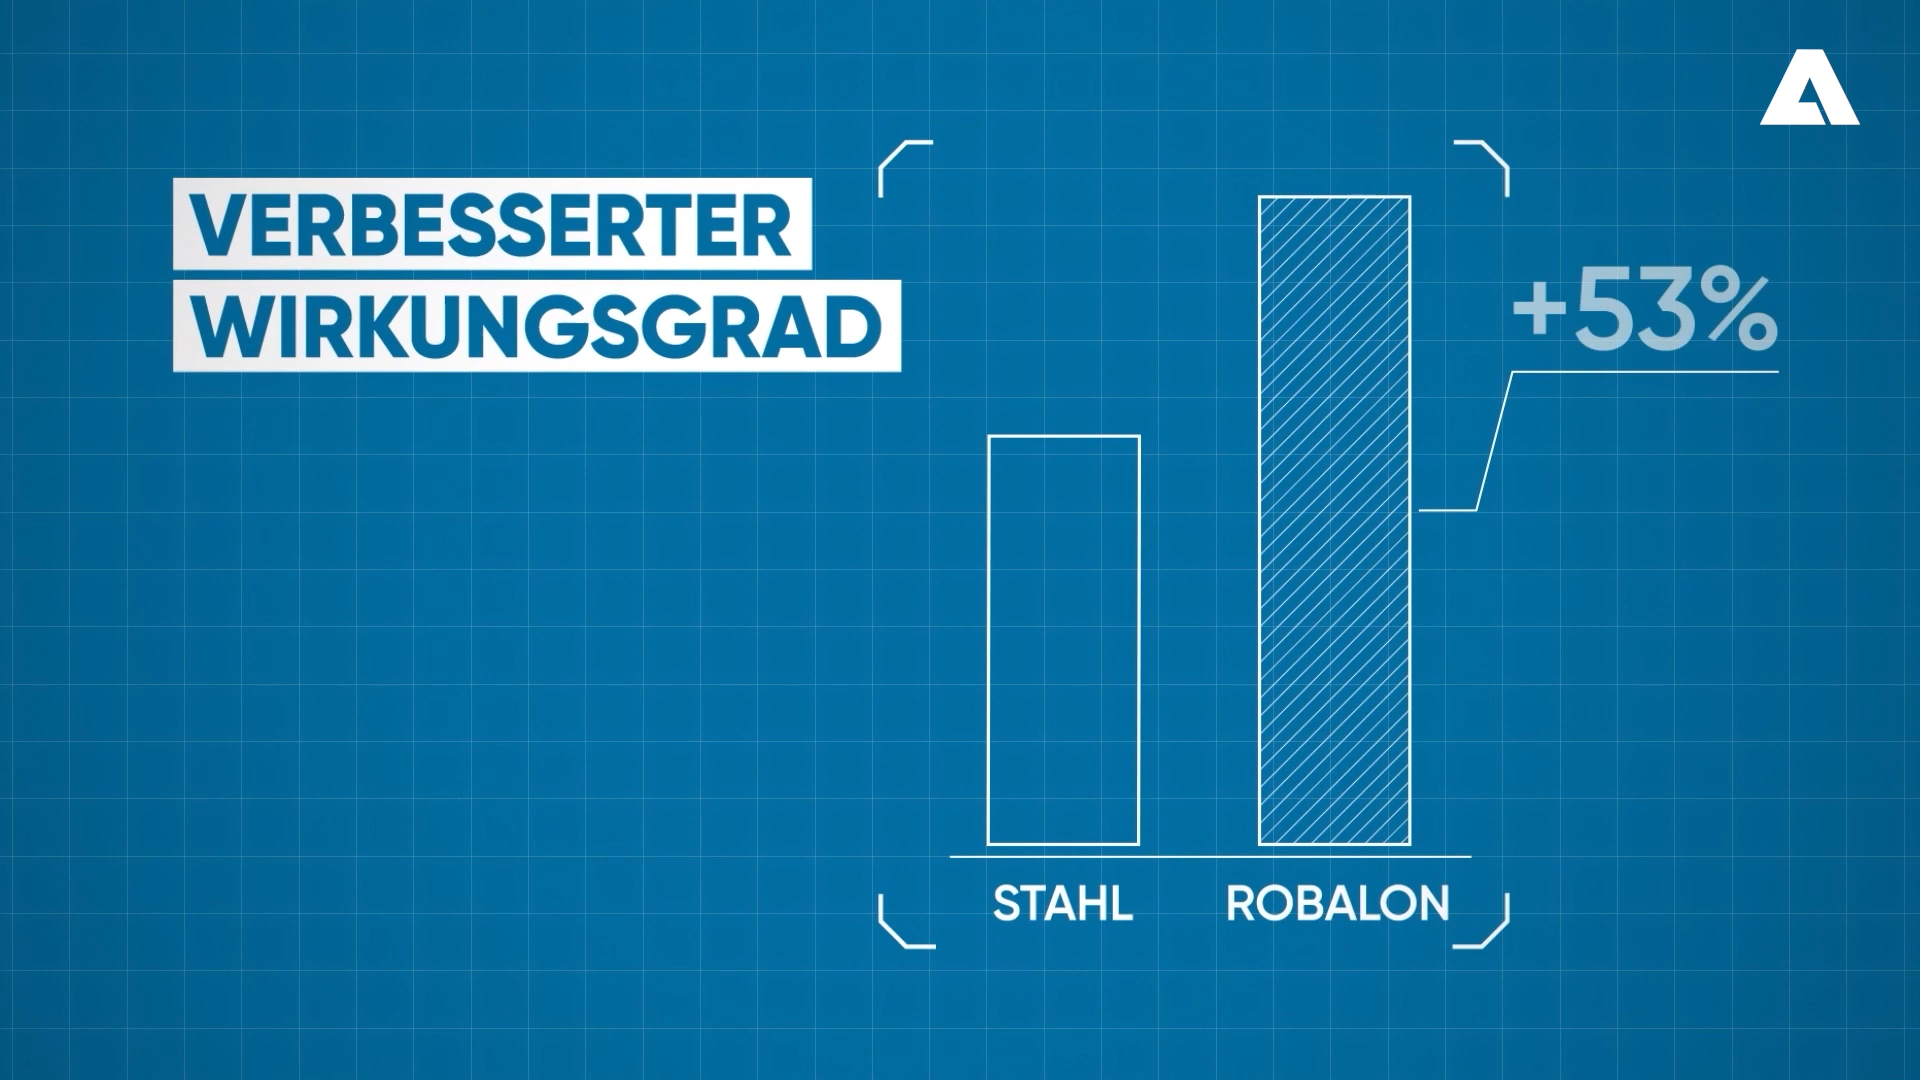 VERBESSERTER
WIRKUNGSGRAD
+53%
STAHL
ROBALON